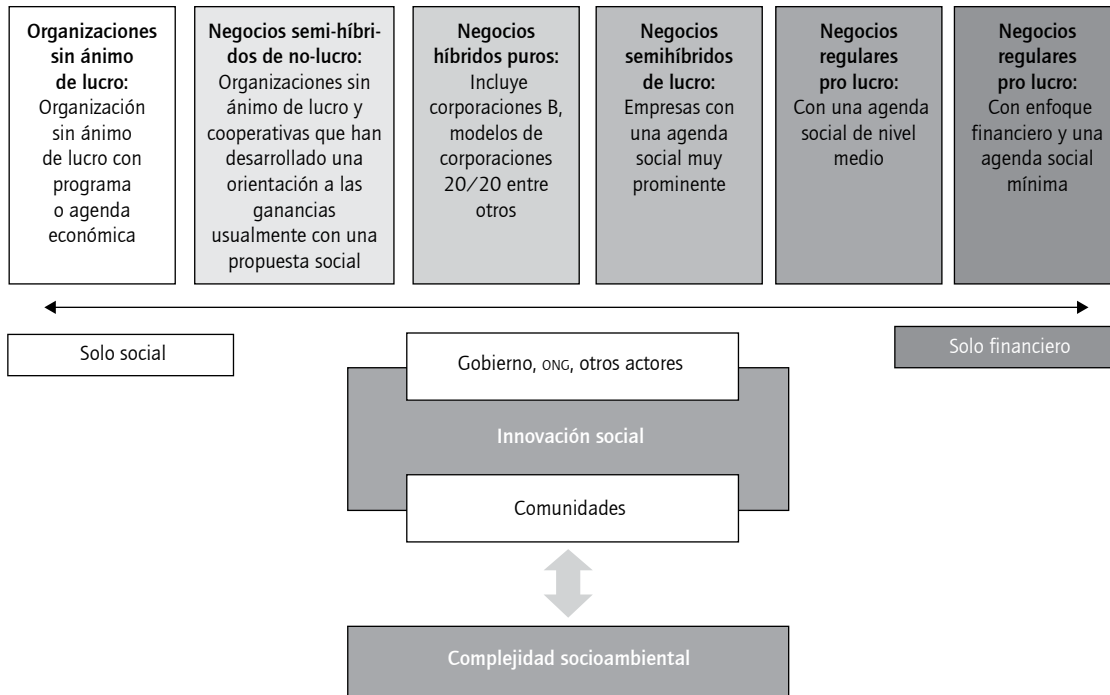 Organizaciones
sin ánimo
de lucro:
Organización
sin ánimo
de lucro con
programa
o agenda
económica
Negocios semi-híbri-
dos de no-lucro:
Organizaciones sin
ánimo de lucro y
cooperativas que han
desarrollado una
orientación a las
ganancias
usualmente con una
propuesta social
Negocios
híbridos puros:
Incluye
corporaciones B,
modelos de
corporaciones
20/20 entre
otros
Negocios
semihíbridos
de lucro:
Empresas con
una agenda
social muy
prominente
Negocios
regulares
pro lucro:
Con una agenda
social de nivel
medio
Negocios
regulares
pro lucro:
Con enfoque
financiero y una
agenda social
mínima
Solo social
Solo financiero
Gobierno, ONG, otros actores
Innovación social
Comunidades
Complejidad socioambiental